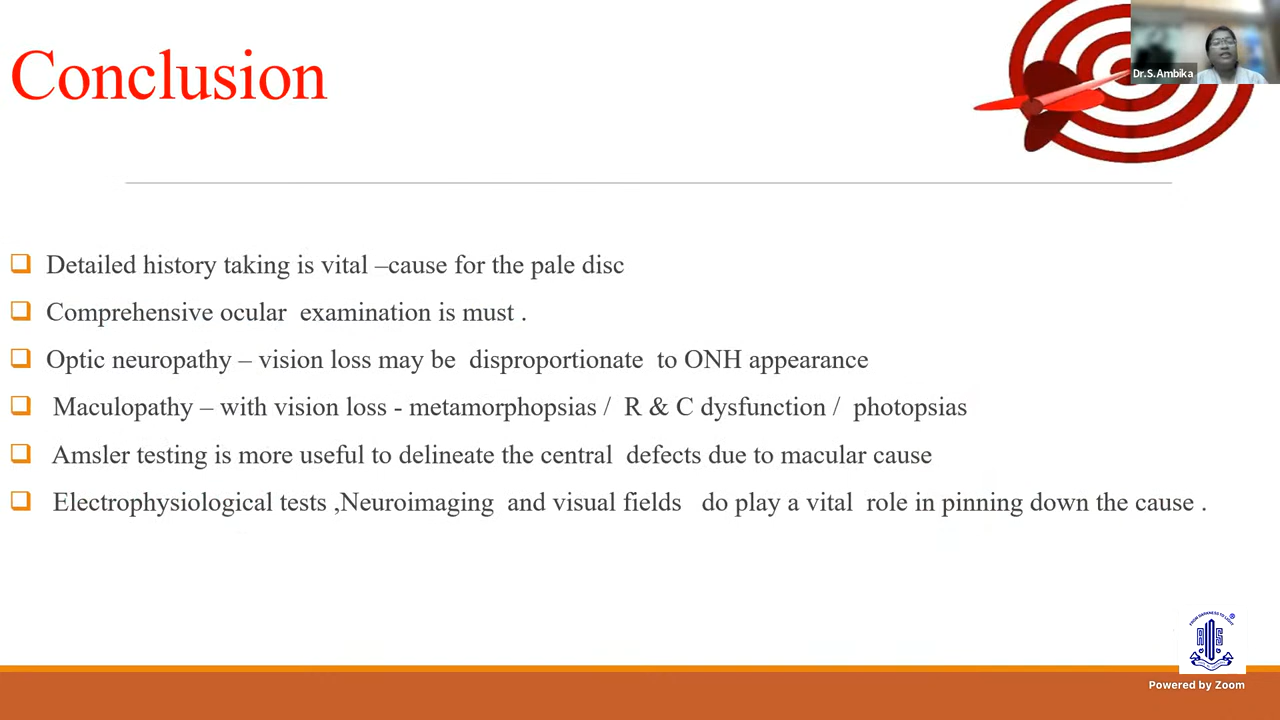 Conclusion
Dr.S.Ambika
Detailed history taking is vital –cause for the pale disc
Comprehensive ocular examination is must .
Optic neuropathy – vision loss may be disproportionate to ONH appearance
Maculopathy – with vision loss - metamorphopsias / R & C dysfunction / photopsias
Amsler testing is more useful to delineate the central defects due to macular cause
Electrophysiological tests ,Neuroimaging and visual fields do play a vital role in pinning down the cause .
Powered by Zoom